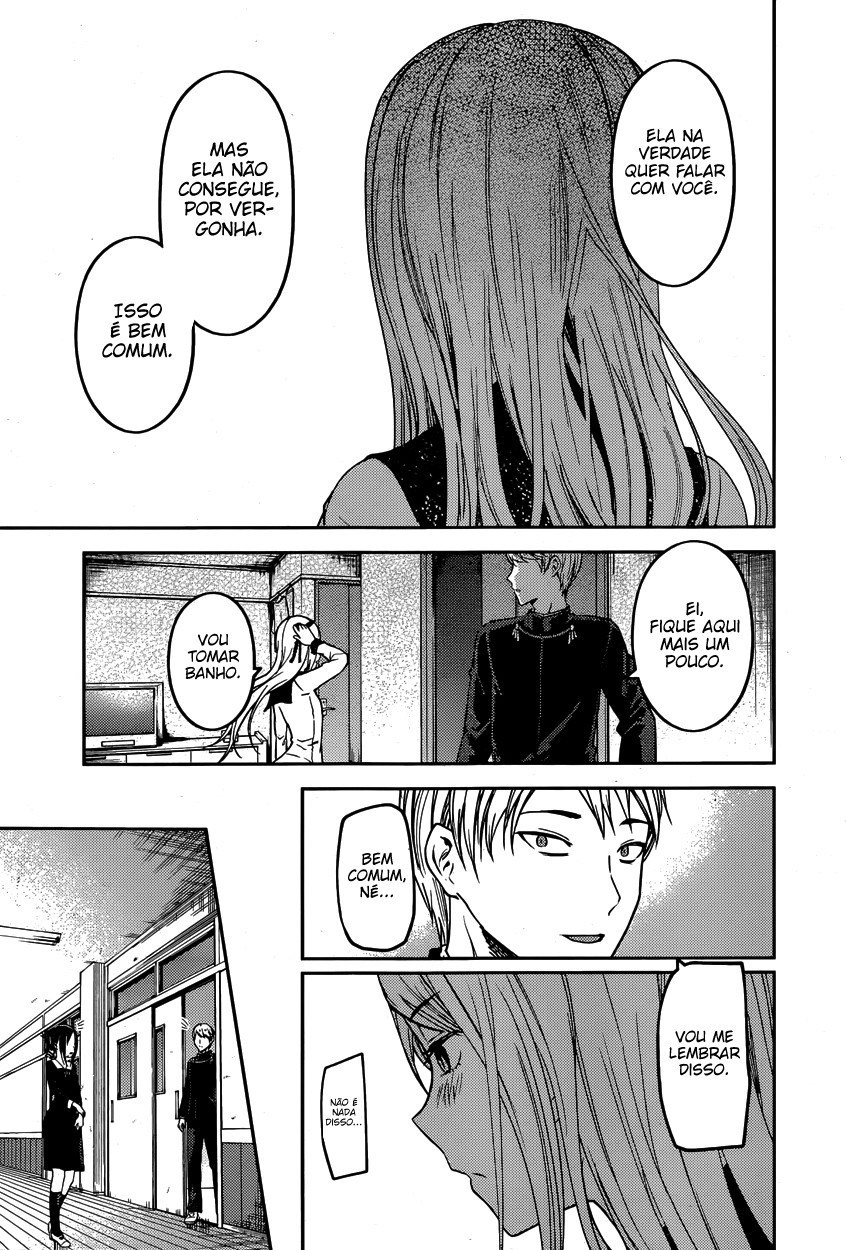 ELA NA
VERDADE
QUER FALAR
COM VOCÊ.
MAS
ELA NÃO
CONSEGUE,
POR VER-
GONHA.
ISSO
É BEM
COMUM.
EI,
FIQUE AQUI
MAIS UM
POUCO.
VOU
TOMAR
BANHO.
BEM
COMUM,
NÉ...
VOU ME
LEMBRAR
DISSO.
NÃO É
NADA
DISSO...